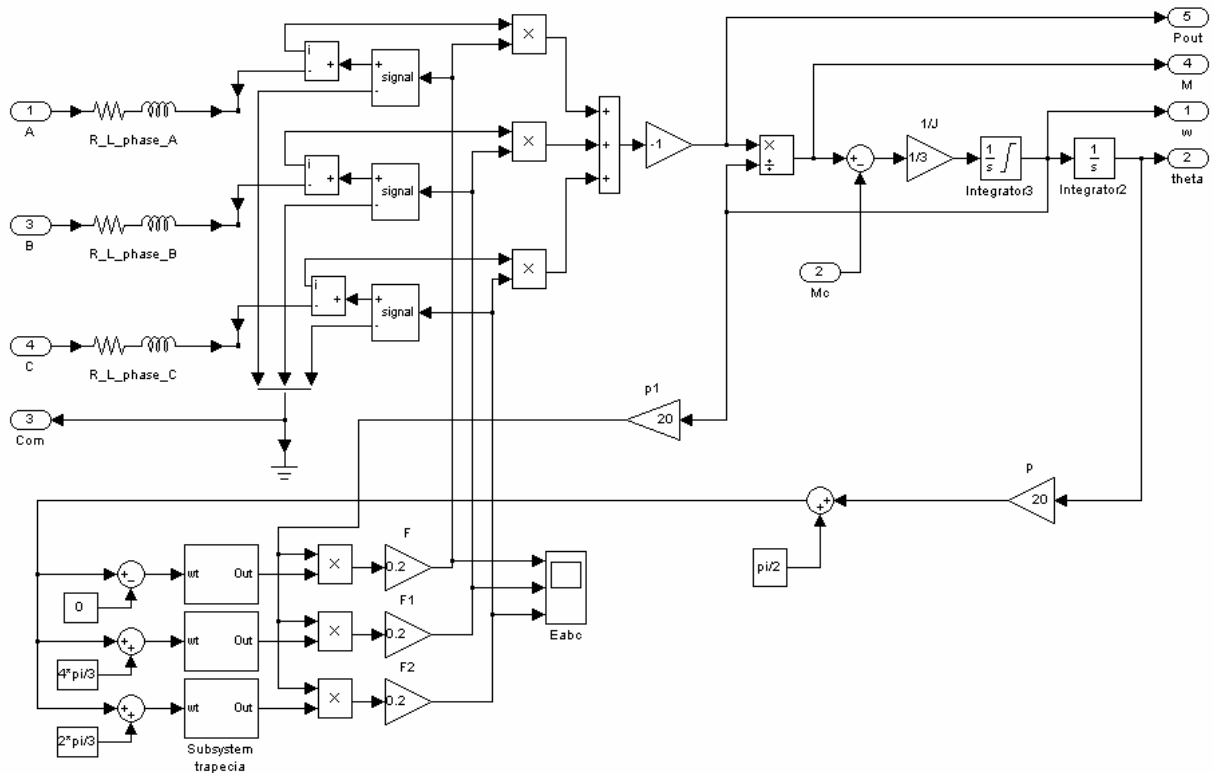 5
Pout
4
M
1
w
2
theta
1
A
R_L_phase_A
i
+
-
+
-
signal
×
3
B
R_L_phase_B
i
+
-
+
-
signal
×
4
C
R_L_phase_C
i
+
-
+
-
signal
×
+
+
+
-1
×
÷
+
−
1/J
1/3
1
s
Integrator3
1
s
Integrator2
2
Mc
3
Com
p1
20
p
20
+
+
pi/2
+
−
0
wt Out
×
F
0.2
+
+
4*pi/3
wt Out
×
F1
0.2
Eabc
+
+
2*pi/3
wt Out
×
F2
0.2
Subsystem
trapecia